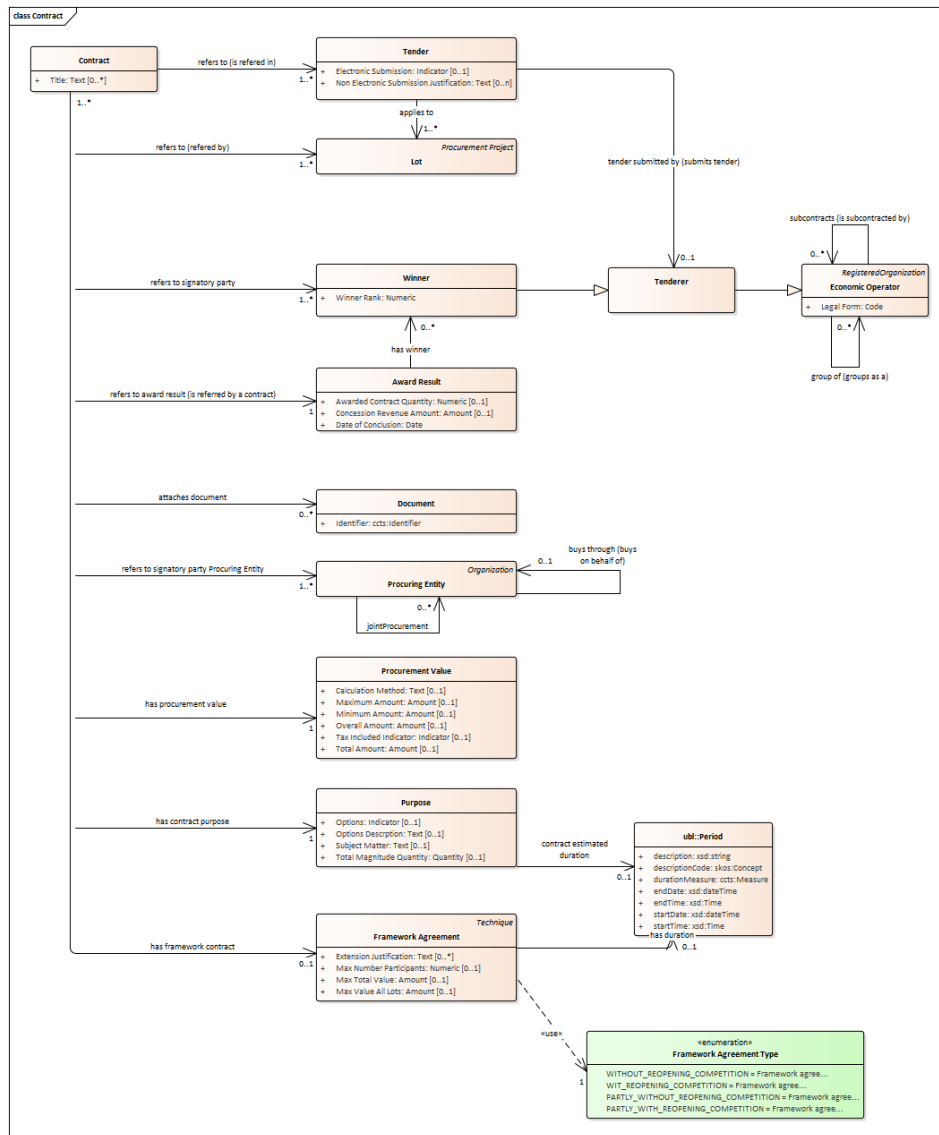 class Contract
Contract
+ Title: Text [0..*]
1..*
refers to (is refered in)
1..*
Tender
+ Electronic Submission: Indicator [0..1]
+ Non Electronic Submission Justification: Text [0..n]
applies to
1..*
refers to (refered by)
1..*
Procurement Project
Lot
tender submitted by (submits tender)
0..1
subcontracts (is subcontracted by)
0..*
refers to signatory party
1..*
Winner
+ Winner Rank: Numeric
Tenderer
RegisteredOrganization
Economic Operator
+ Legal Form: Code
0..*
group of (groups as a)
0..*
has winner
refers to award result (is referred by a contract)
1
Award Result
+ Awarded Contract Quantity: Numeric [0..1]
+ Concession Revenue Amount: Amount [0..1]
+ Date of Conclusion: Date
attaches document
0..*
Document
+ Identifier: ccts:Identifier
refers to signatory party Procuring Entity
1..*
Organization
Procuring Entity
0..*
jointProcurement
0..1
buys through (buys
on behalf of)
has procurement value
1
Procurement Value
+ Calculation Method: Text [0..1]
+ Maximum Amount: Amount [0..1]
+ Minimum Amount: Amount [0..1]
+ Overall Amount: Amount [0..1]
+ Tax Included Indicator: Indicator [0..1]
+ Total Amount: Amount [0..1]
has contract purpose
1
Purpose
+ Options: Indicator [0..1]
+ Options Descrption: Text [0..1]
+ Subject Matter: Text [0..1]
+ Total Magnitude Quantity: Quantity [0..1]
contract estimated
duration
0..1
ubl::Period
+ description: xsd:string
+ descriptionCode: skos:Concept
+ durationMeasure: ccts:Measure
+ endDate: xsd:dateTime
+ endTime: xsd:Time
+ startDate: xsd:dateTime
+ startTime: xsd:Time
has duration
0..1
has framework contract
0..1
Technique
Framework Agreement
+ Extension Justification: Text [0..*]
+ Max Number Participants: Numeric [0..1]
+ Max Total Value: Amount [0..1]
+ Max Value All Lots: Amount [0..1]
«use»
1
«enumeration»
Framework Agreement Type
WITHOUT_REOPENING_COMPETITION = Framework agree...
WIT_REOPENING_COMPETITION = Framework agree...
PARTLY_WITHOUT_REOPENING_COMPETITION = Framework agree...
PARTLY_WITH_REOPENING_COMPETITION = Framework agree...